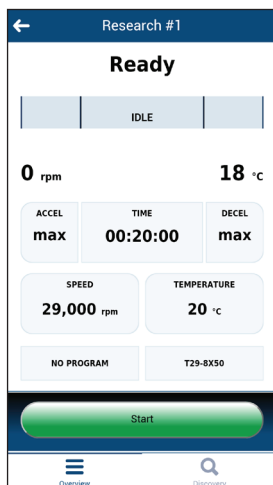 Research #1
Ready
IDLE
0 rpm 18 °C
ACCEL TIME DECEL
max 00:20:00 max
SPEED TEMPERATURE
29,000 rpm 20 °C
NO PROGRAM T29-8X50
Start
Overview Discovery